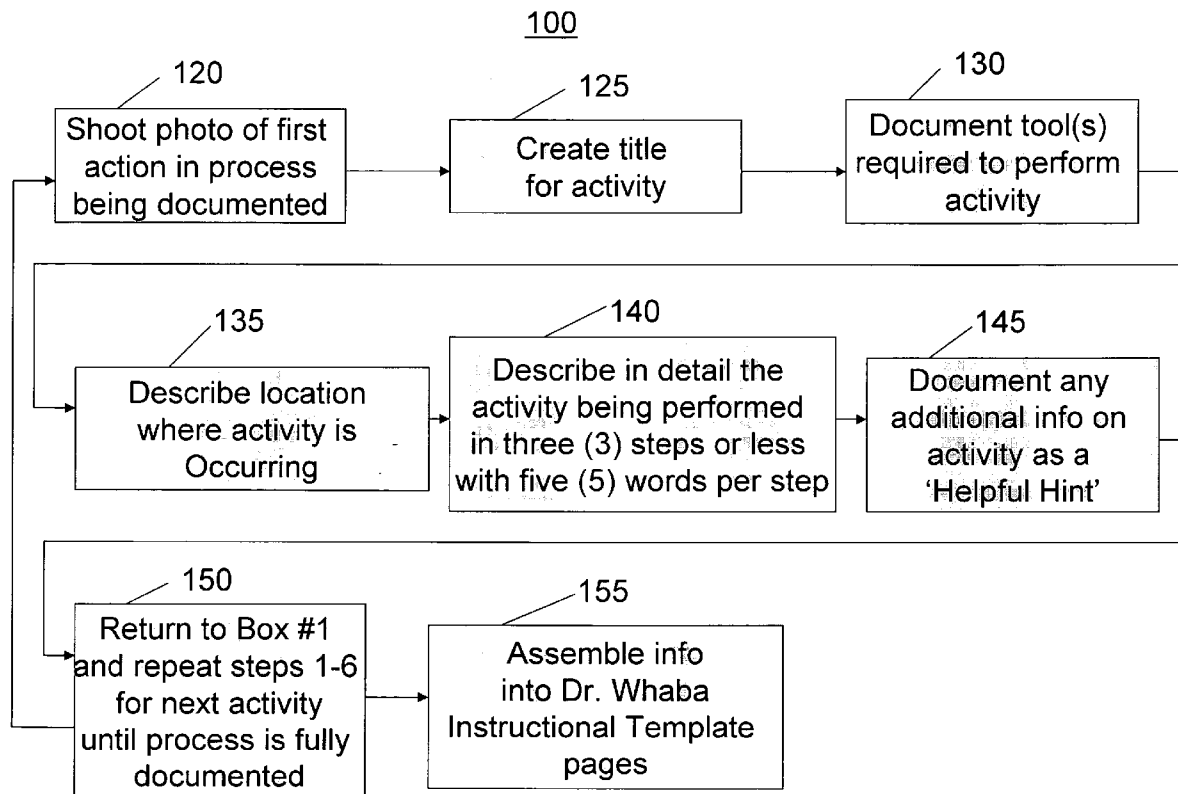 100
120
Shoot photo of first
action in process
being documented
125
Create title
for activity
130
Document tool(s)
required to perform
activity
135
Describe location
where activity is
Occurring
140
Describe in detail the
activity being performed
in three (3) steps or less
with five (5) words per step
145
Document any
additional info on
activity as a
‘Helpful Hint’
150
Return to Box #1
and repeat steps 1-6
for next activity
until process is fully
documented
155
Assemble info
into Dr. Whaba
Instructional Template
pages